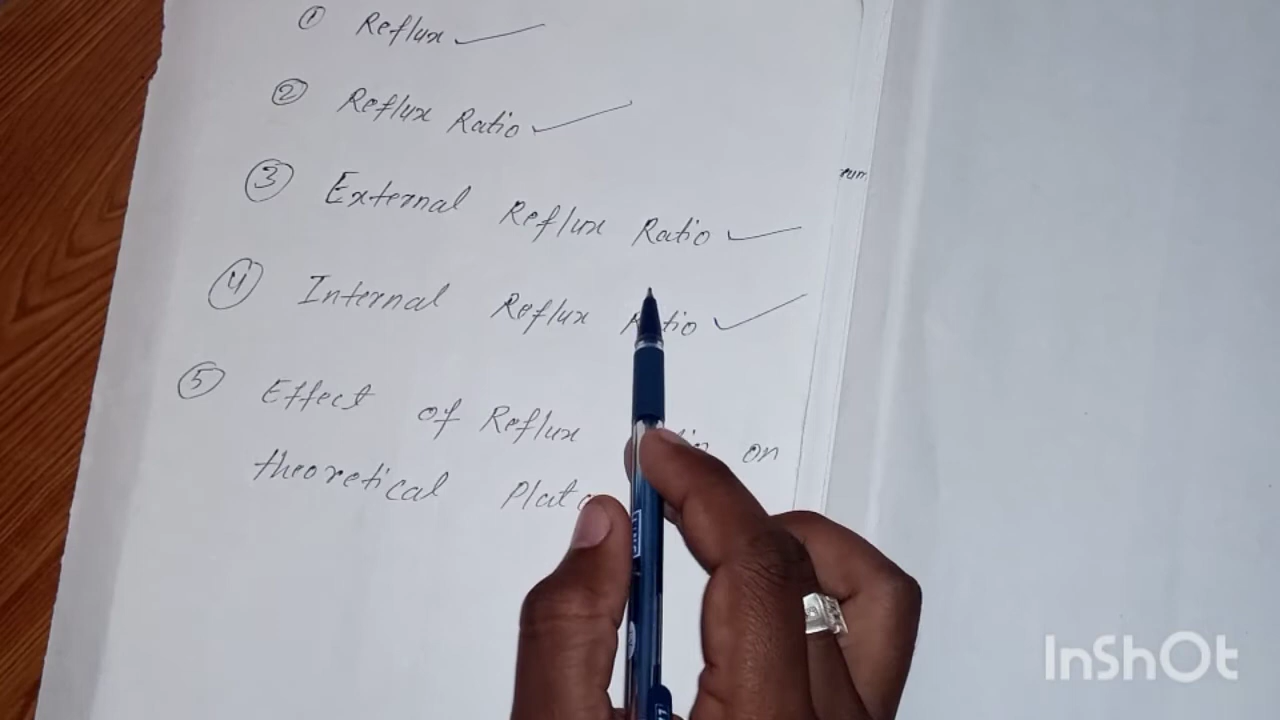 ① Reflux
② Reflux Ratio
③ External Reflux Ratio
④ Internal Reflux Ratio
⑤ Effect of Reflux on
theoretical
InShOt